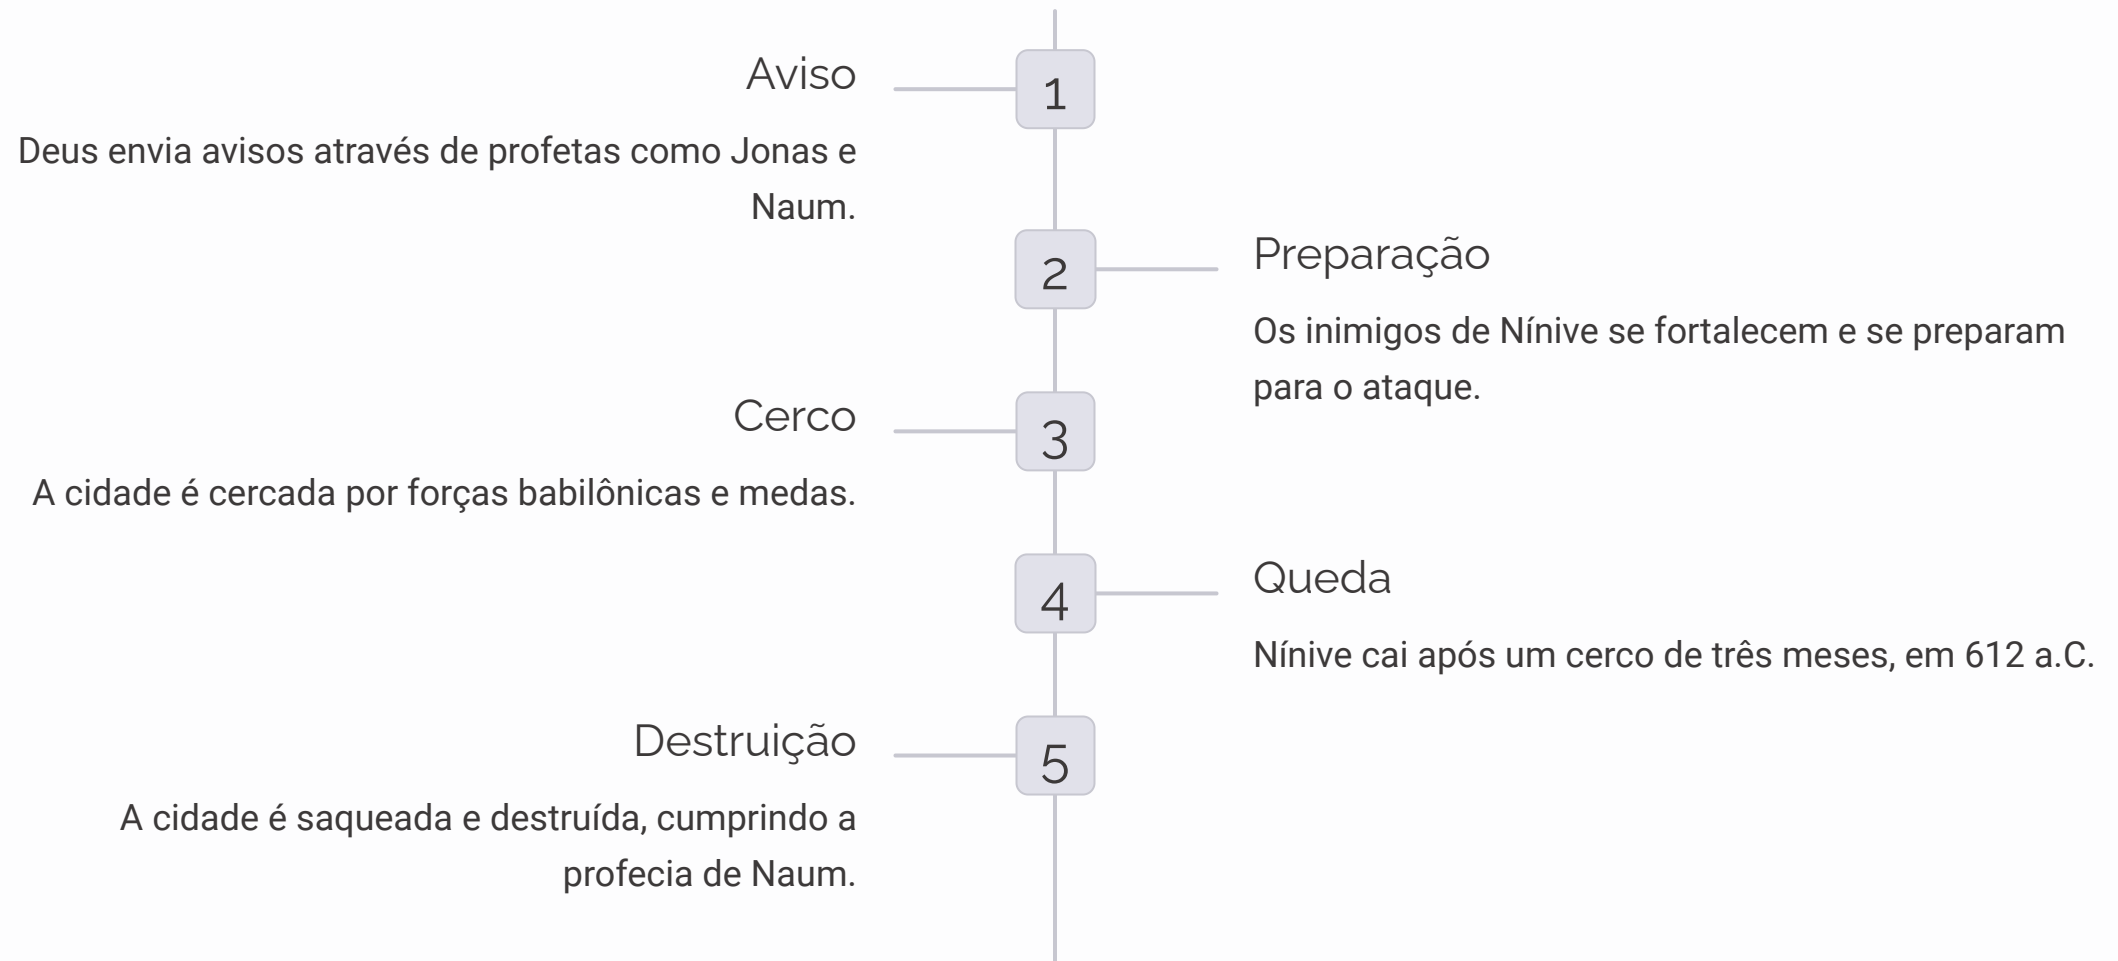 Aviso
1
Deus envia avisos através de profetas como Jonas e
Naum.
2
Preparação
Os inimigos de Nínive se fortalecem e se preparam
para o ataque.
Cerco
3
A cidade é cercada por forças babilônicas e medas.
4
Queda
Nínive cai após um cerco de três meses, em 612 a.C.
Destruição
5
A cidade é saqueada e destruída, cumprindo a
profecia de Naum.